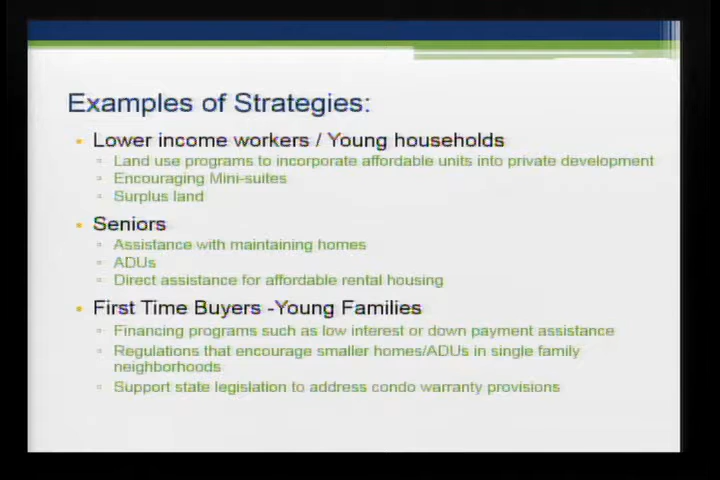 Examples of Strategies:
Lower income workers / Young households
Land use programs to incorporate affordable units into private development
Encouraging Mini-suites
Surplus land
Seniors
Assistance with maintaining homes
ADUs
Direct assistance for affordable rental housing
First Time Buyers -Young Families
Financing programs such as low interest or down payment assistance
Regulations that encourage smaller homes/ADUs in single family
neighborhoods
Support state legislation to address condo warranty provisions